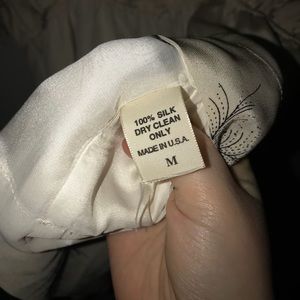 100% SILK
DRY CLEAN
ONLY
MADE IN U.S.A.
M